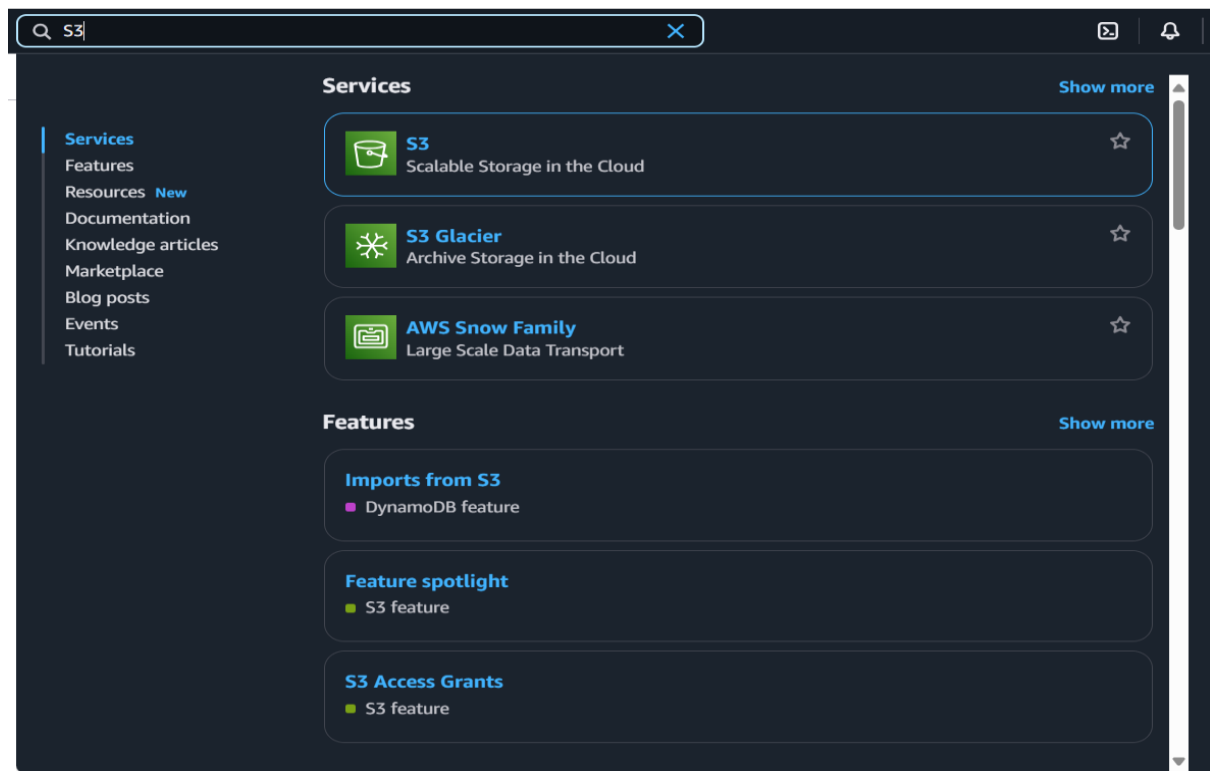 S3
Services
Features
Resources New
Documentation
Knowledge articles
Marketplace
Blog posts
Events
Tutorials
Services
Show more
S3
Scalable Storage in the Cloud
S3 Glacier
Archive Storage in the Cloud
AWS Snow Family
Large Scale Data Transport
Features
Show more
Imports from S3
DynamoDB feature
Feature spotlight
S3 feature
S3 Access Grants
S3 feature